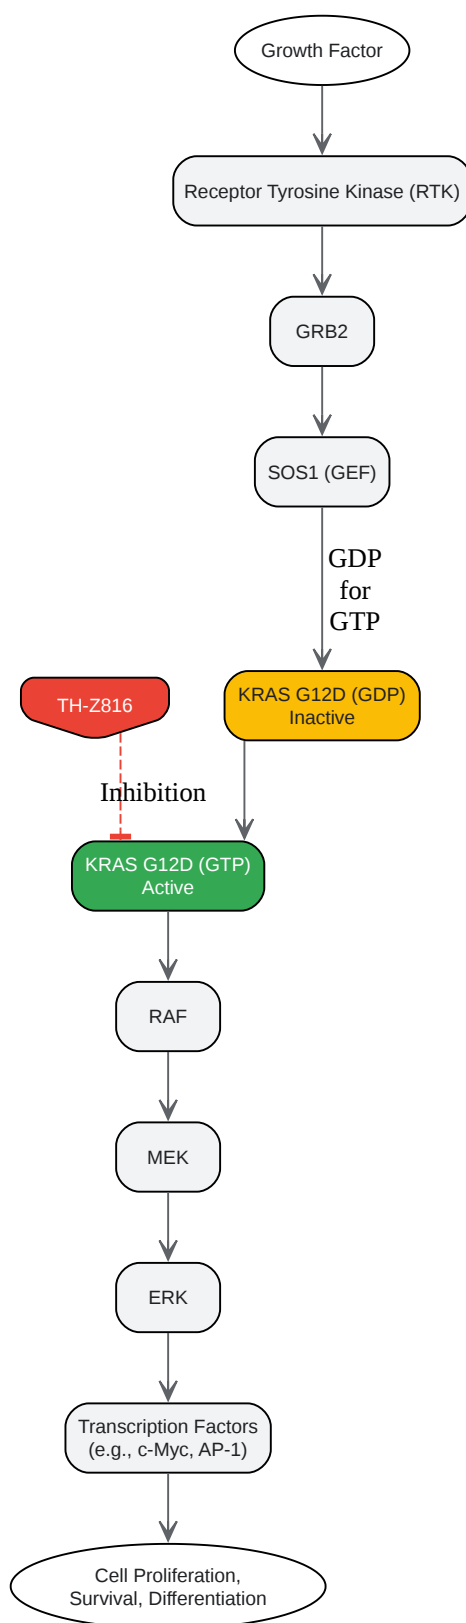 Growth Factor
Receptor Tyrosine Kinase (RTK)
GRB2
SOS1 (GEF)
GDP
for
GTP
TH-Z816
KRAS G12D (GDP)
Inactive
Inhibition
KRAS G12D (GTP)
Active
RAF
MEK
ERK
Transcription Factors
(e.g., c-Myc, AP-1)
Cell Proliferation,
Survival, Differentiation